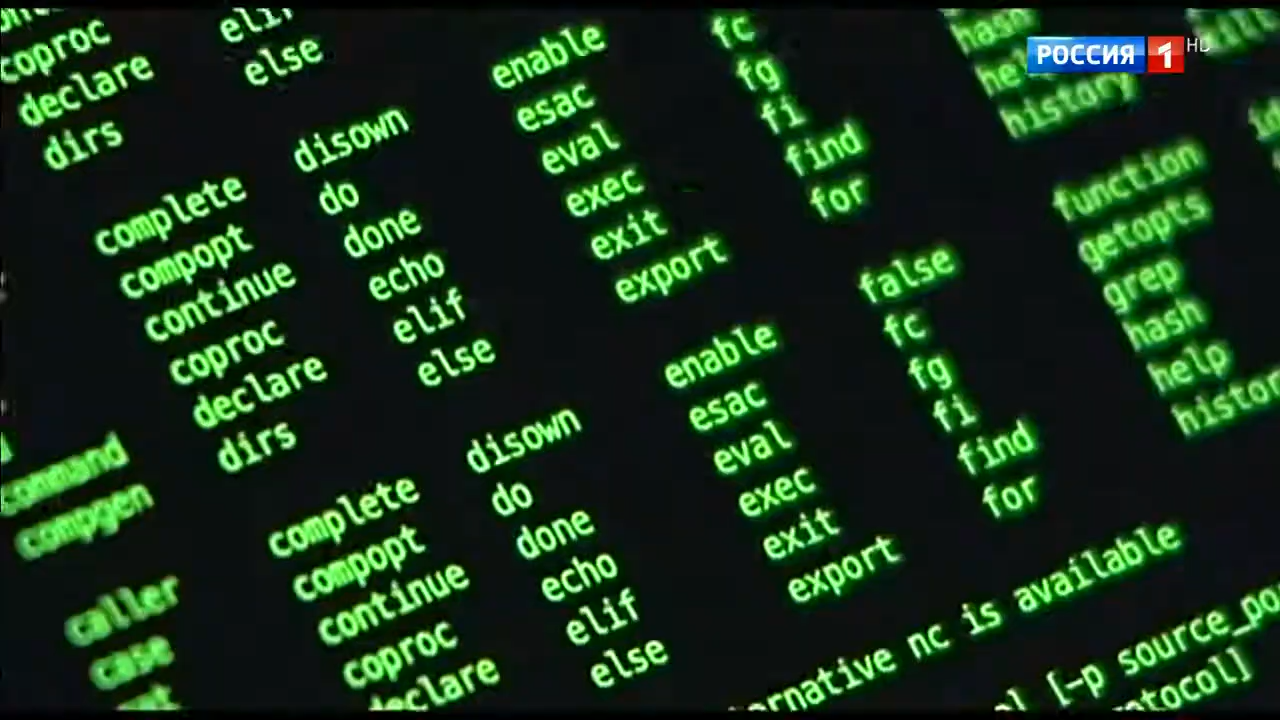 coproc
declare
dirs
elif
else
enable
esac
eval
exec
exit
export
fc
fg
fi
find
for
hash
help
history
РОССИЯ 1 HD
disown
do
done
echo
elif
else
complete
compopt
continue
coproc
declare
dirs
function
getopts
grep
hash
help
false
fc
fg
fi
find
for
enable
esac
eval
exec
exit
export
disown
do
done
echo
elif
else
command
compgen
complete
compopt
continue
coproc
declare
caller
case
nc is available
[-p